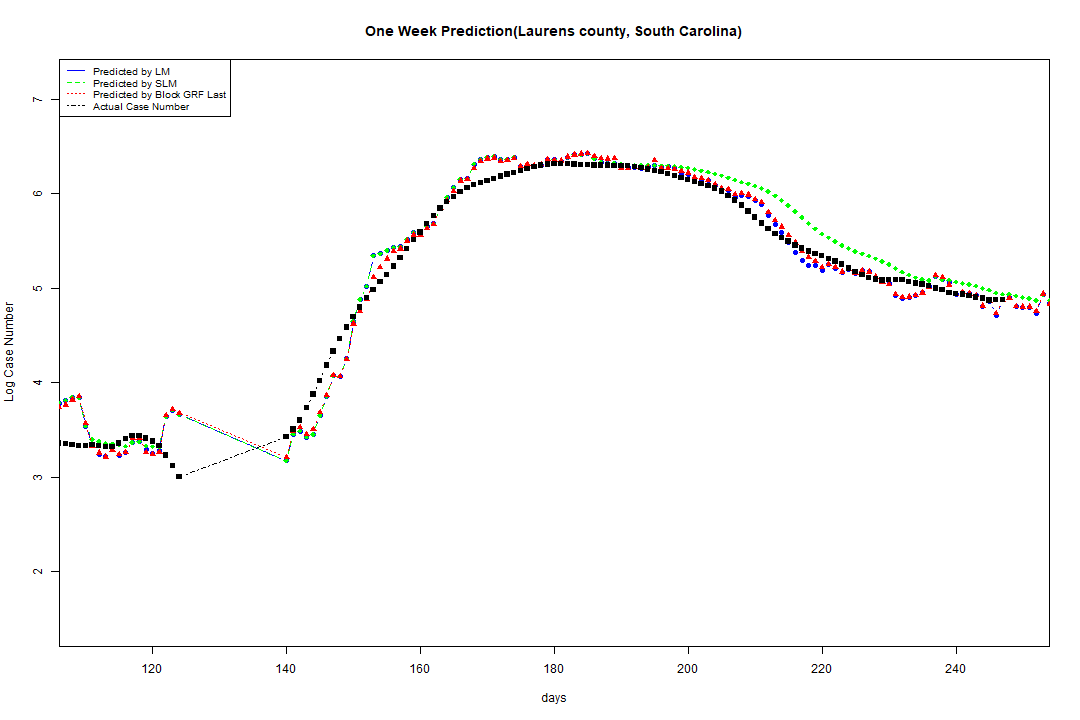 One Week Prediction(Laurens county, South Carolina)
Predicted by LM
Predicted by SLM
Predicted by Block GRF Last
Actual Case Number
7
6
5
4
3
2
Log Case Number
120 140 160 180 200 220 240
days